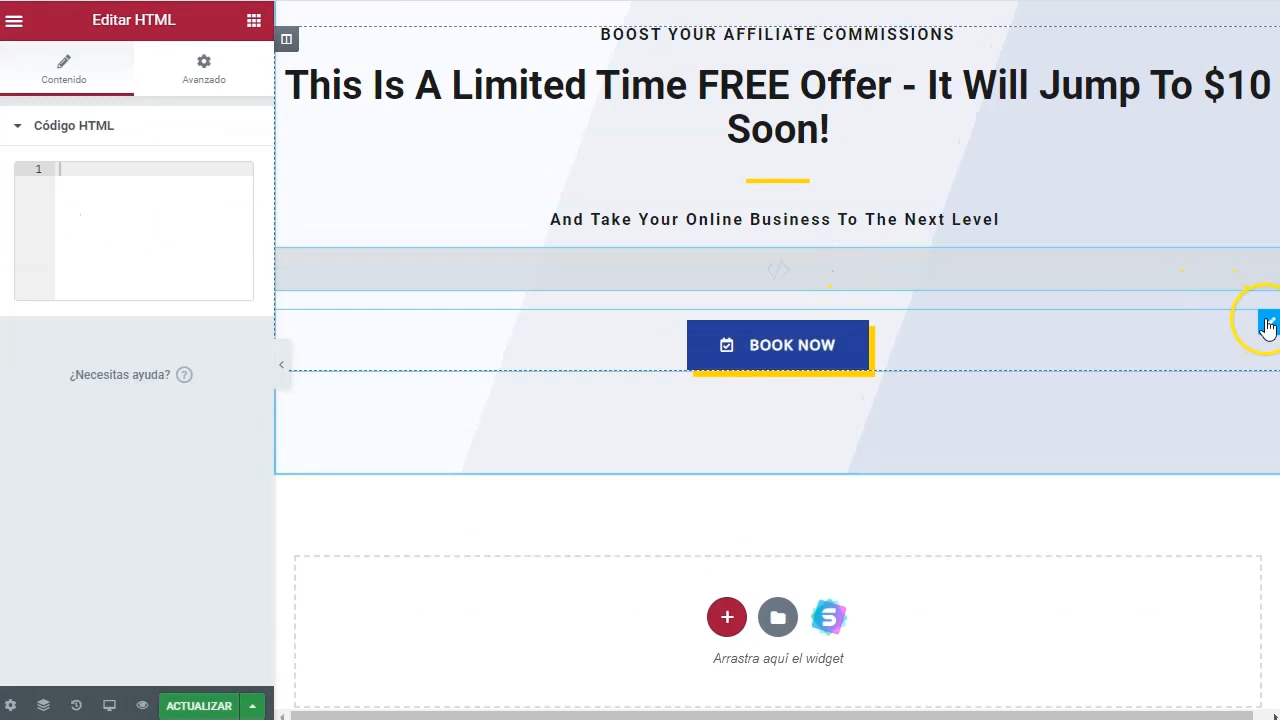 Editar HTML
Contenido
Avanzado
Código HTML
1
¿Necesitas ayuda? ?
ACTUALIZAR
BOOST YOUR AFFILIATE COMMISSIONS
This Is A Limited Time FREE Offer - It Will Jump To $10
Soon!
And Take Your Online Business To The Next Level
</>
BOOK NOW
S
Arrastra aquí el widget